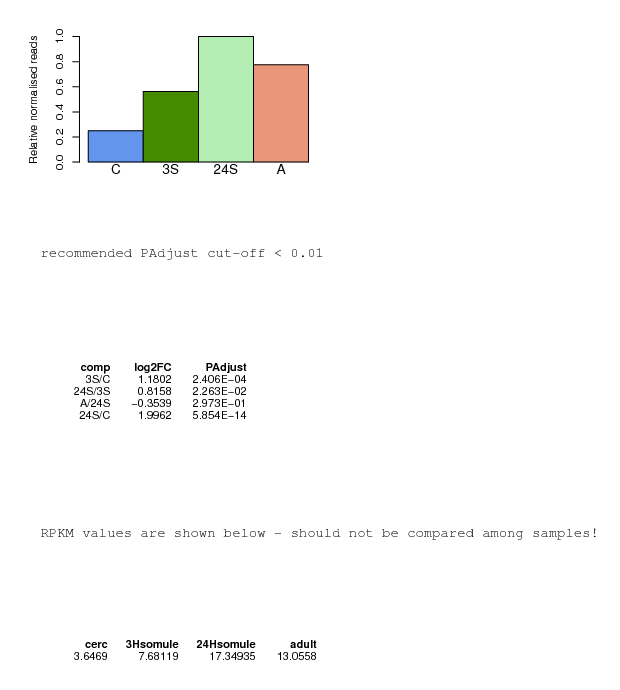 Relative normalised reads
1.0
0.8
0.6
0.4
0.2
0.0
C 3S 24S A
recommended PAdjust cut-off < 0.01
comp log2FC PAdjust
3S/C 1.1802 2.406E−04
24S/3S 0.8158 2.263E−02
A/24S −0.3539 2.973E−01
24S/C 1.9962 5.854E−14
RPKM values are shown below - should not be compared among samples!
cerc 3Hsomule 24Hsomule adult
3.6469 7.68119 17.34935 13.0558